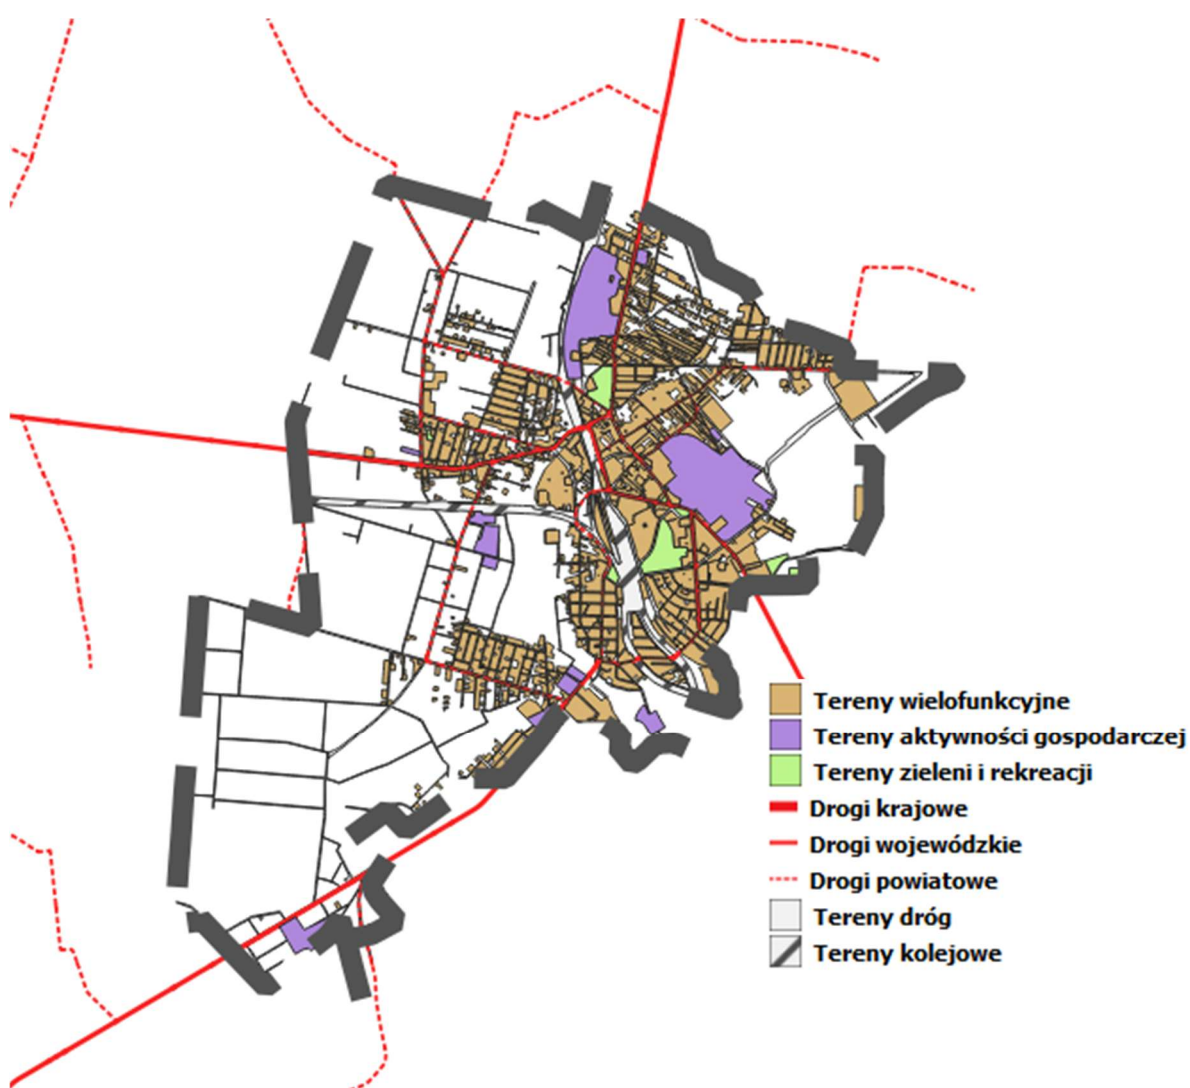 Tereny wielofunkcyjne
Tereny aktywności gospodarczej
Tereny zieleni i rekreacji
Drogi krajowe
Drogi wojewódzkie
Drogi powiatowe
Tereny dróg
Tereny kolejowe